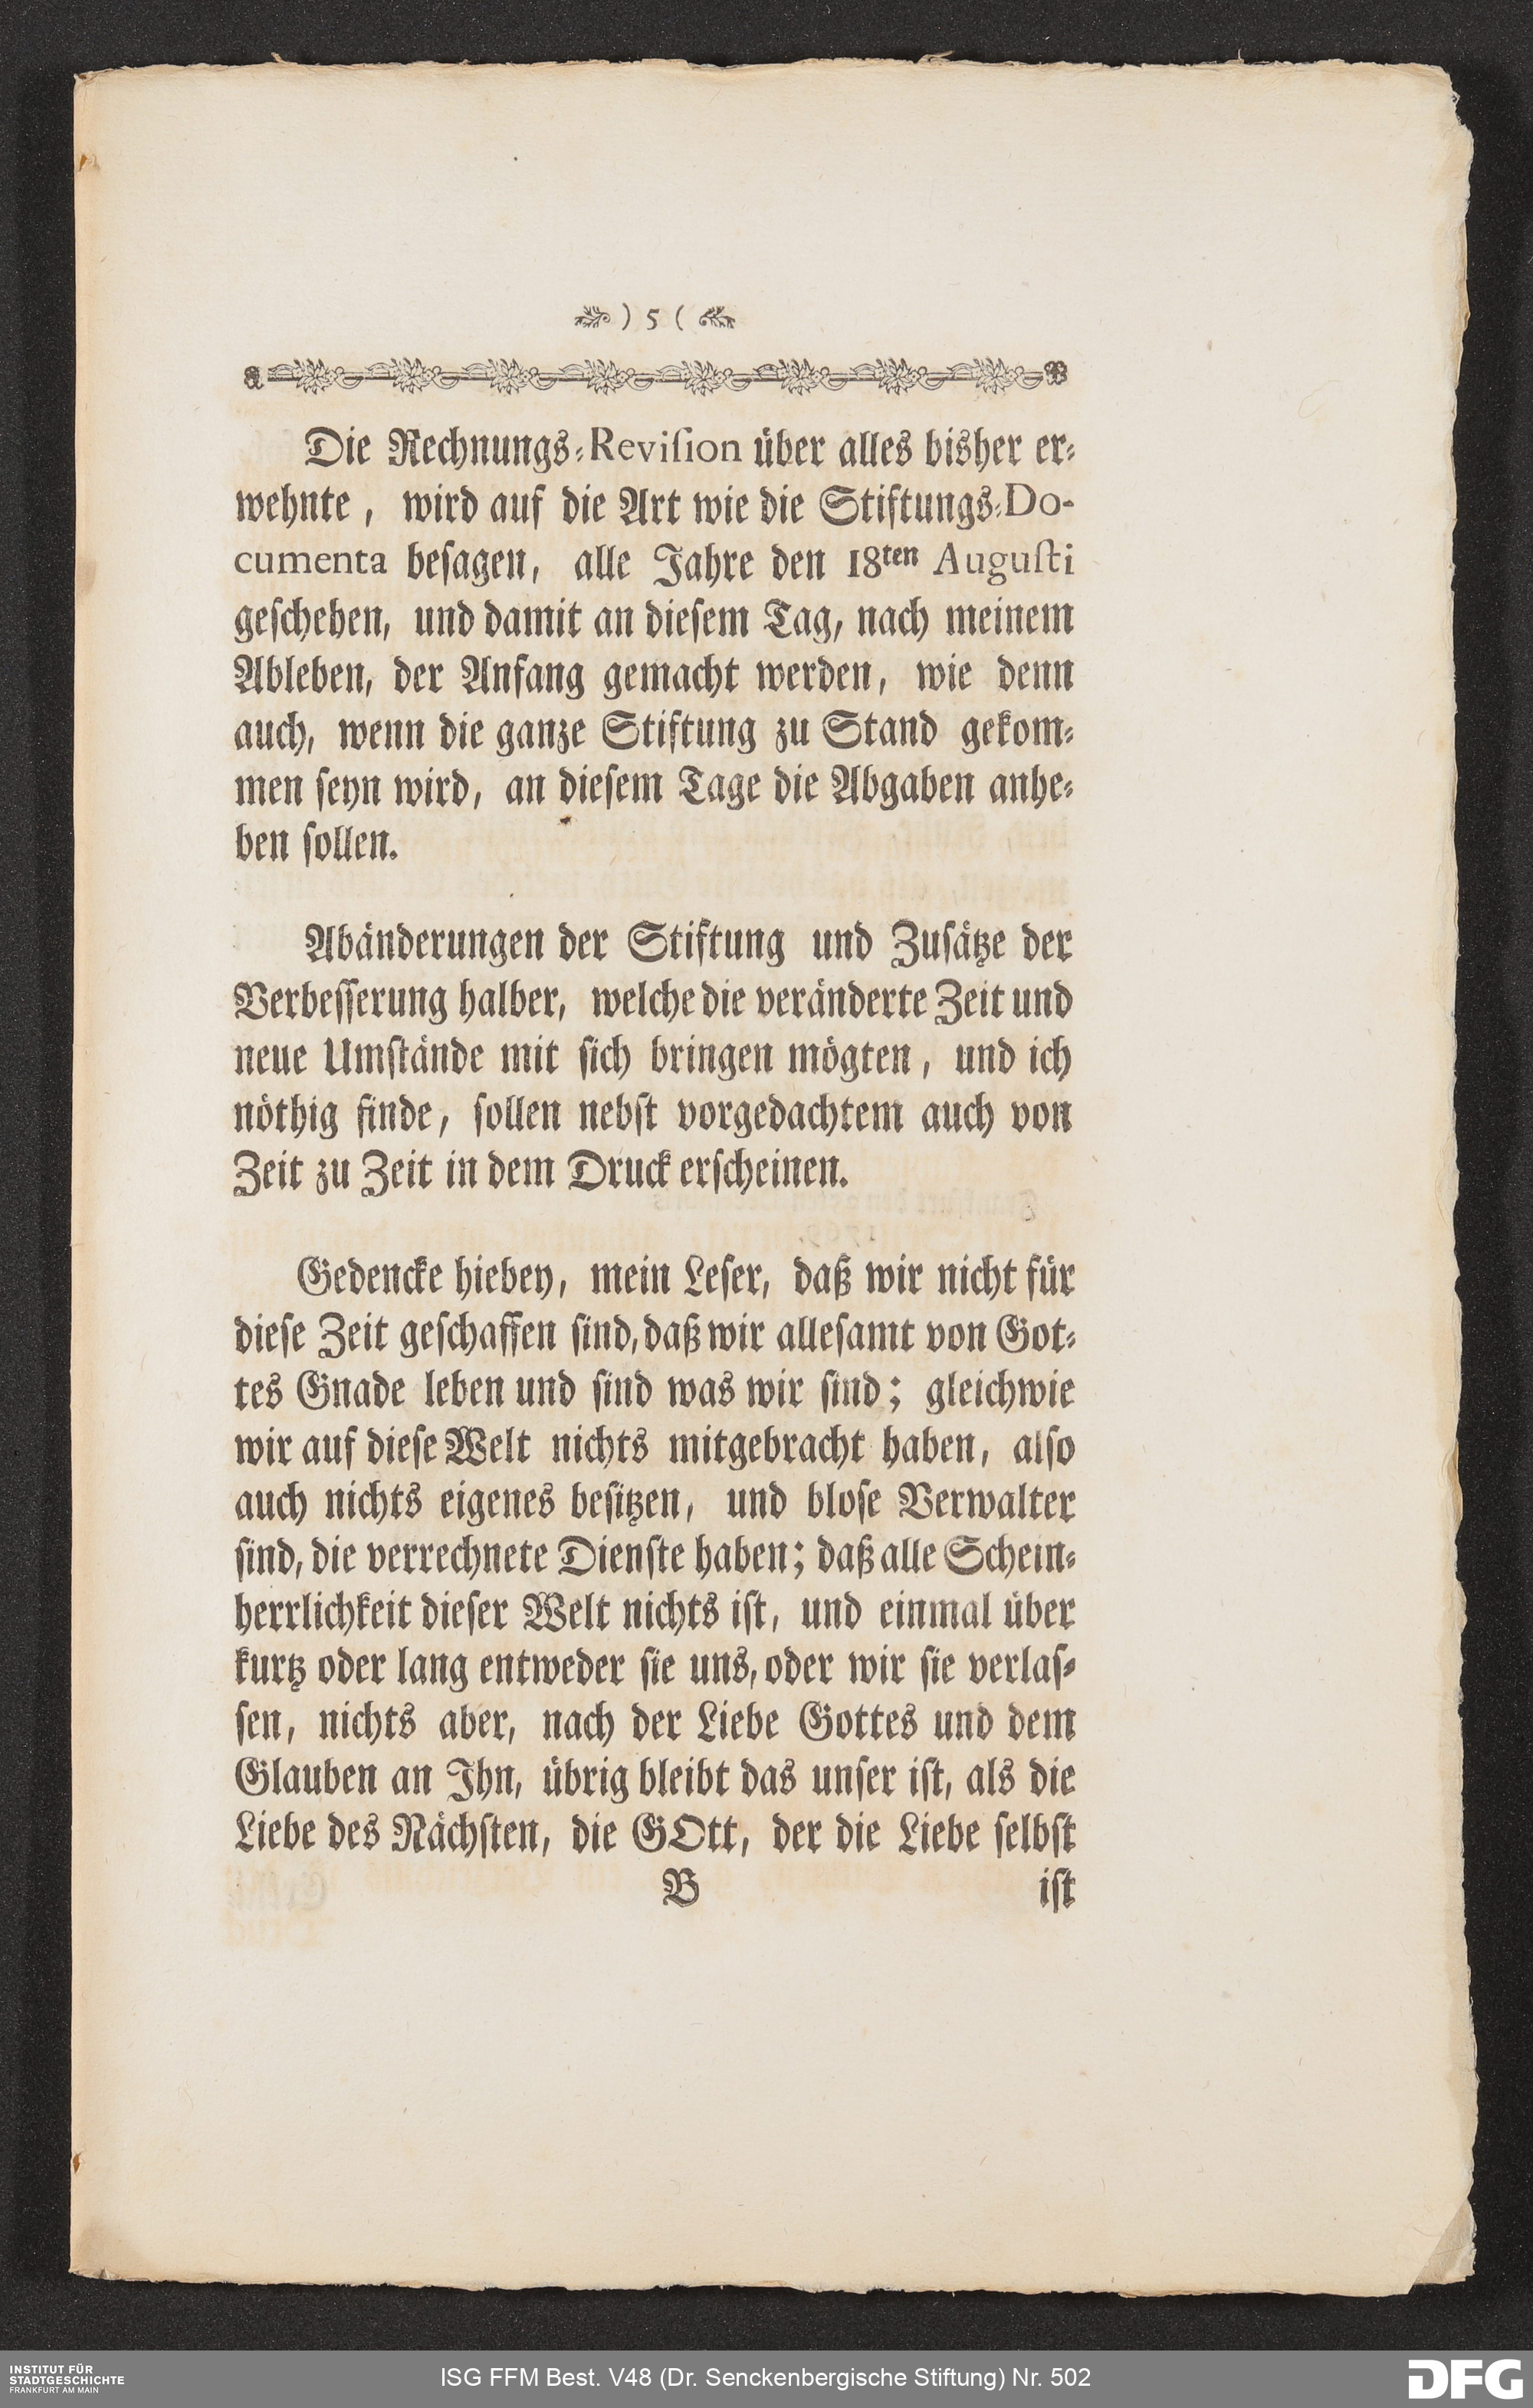 ) 5 (
Die Rechnungs-Reviſion über alles bisher er-
wehnte, wird auf die Art wie die Stiftungs-Do-
cumenta beſagen, alle Jahre den 18ten Auguſti
geſchehen, und damit an dieſem Tag, nach meinem
Ableben, der Anfang gemacht werden, wie denn
auch, wenn die ganze Stiftung zu Stand gekom-
men ſeyn wird, an dieſem Tage die Abgaben anhe-
ben ſollen.
Abänderungen der Stiftung und Zuſätze der
Verbeſſerung halber, welche die veränderte Zeit und
neue Umſtände mit ſich bringen mögten, und ich
nöthig finde, ſollen nebſt vorgedachtem auch von
Zeit zu Zeit in dem Druck erſcheinen.
Gedencke hiebey, mein Leſer, daß wir nicht für
dieſe Zeit geſchaffen ſind, daß wir alleſamt von Got-
tes Gnade leben und ſind was wir ſind; gleichwie
wir auf dieſe Welt nichts mitgebracht haben, alſo
auch nichts eigenes beſitzen, und bloſe Verwalter
ſind, die verrechnete Dienſte haben; daß alle Schein-
herrlichkeit dieſer Welt nichts iſt, und einmal über
kurtz oder lang entweder ſie uns, oder wir ſie verlaſ-
ſen, nichts aber, nach der Liebe Gottes und dem
Glauben an Ihn, übrig bleibt das unſer iſt, als die
Liebe des Nächſten, die GOtt, der die Liebe ſelbſt
B iſt
INSTITUT FÜR
STADTGESCHICHTE
FRANKFURT AM MAIN
ISG FFM Best. V48 (Dr. Senckenbergische Stiftung) Nr. 502
DFG